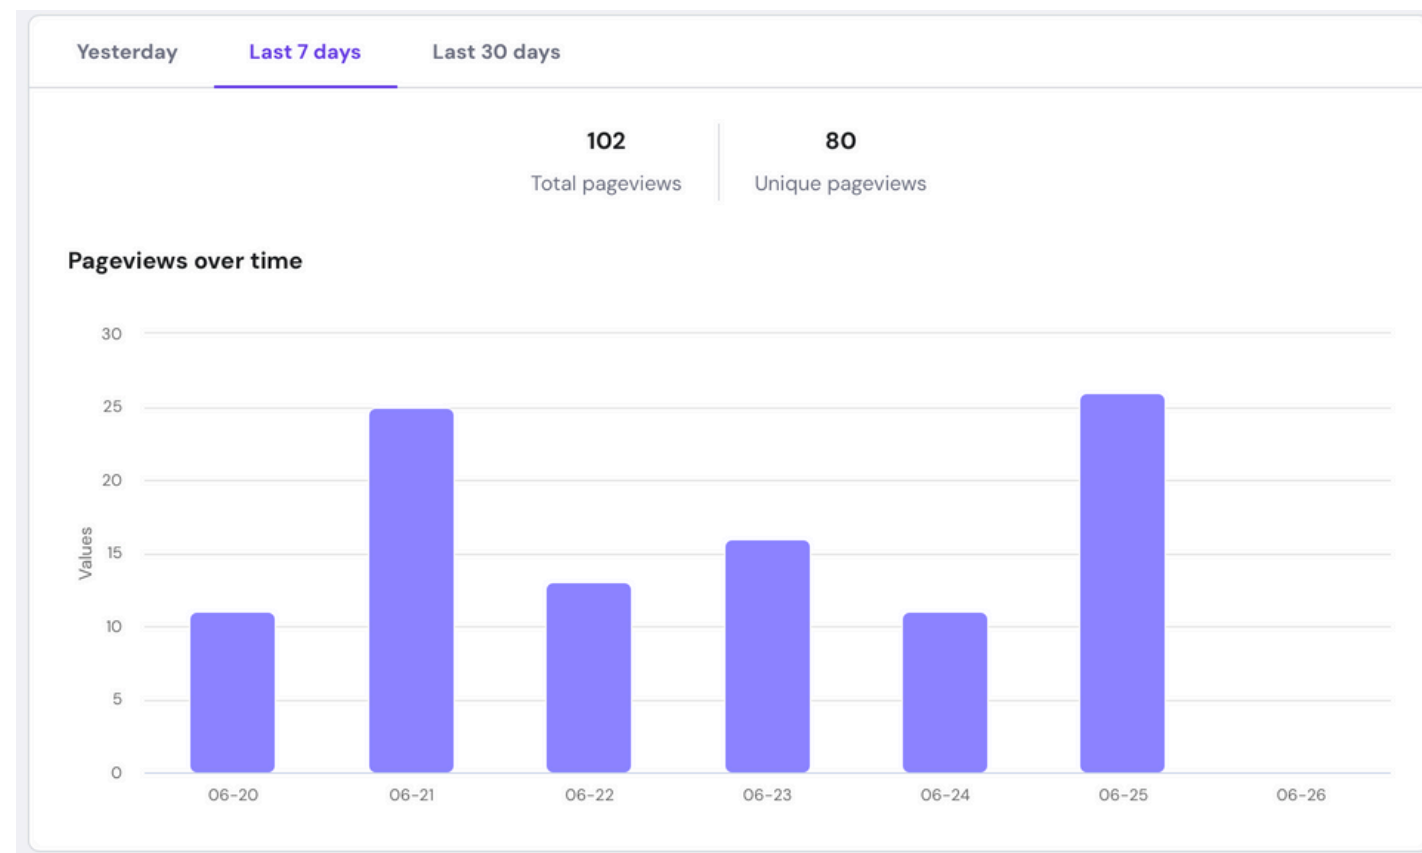 Yesterday Last 7 days Last 30 days
102 80
Total pageviews Unique pageviews
Pageviews over time
30
25
20
Values
15
10
5
0
06-20 06-21 06-22 06-23 06-24 06-25 06-26